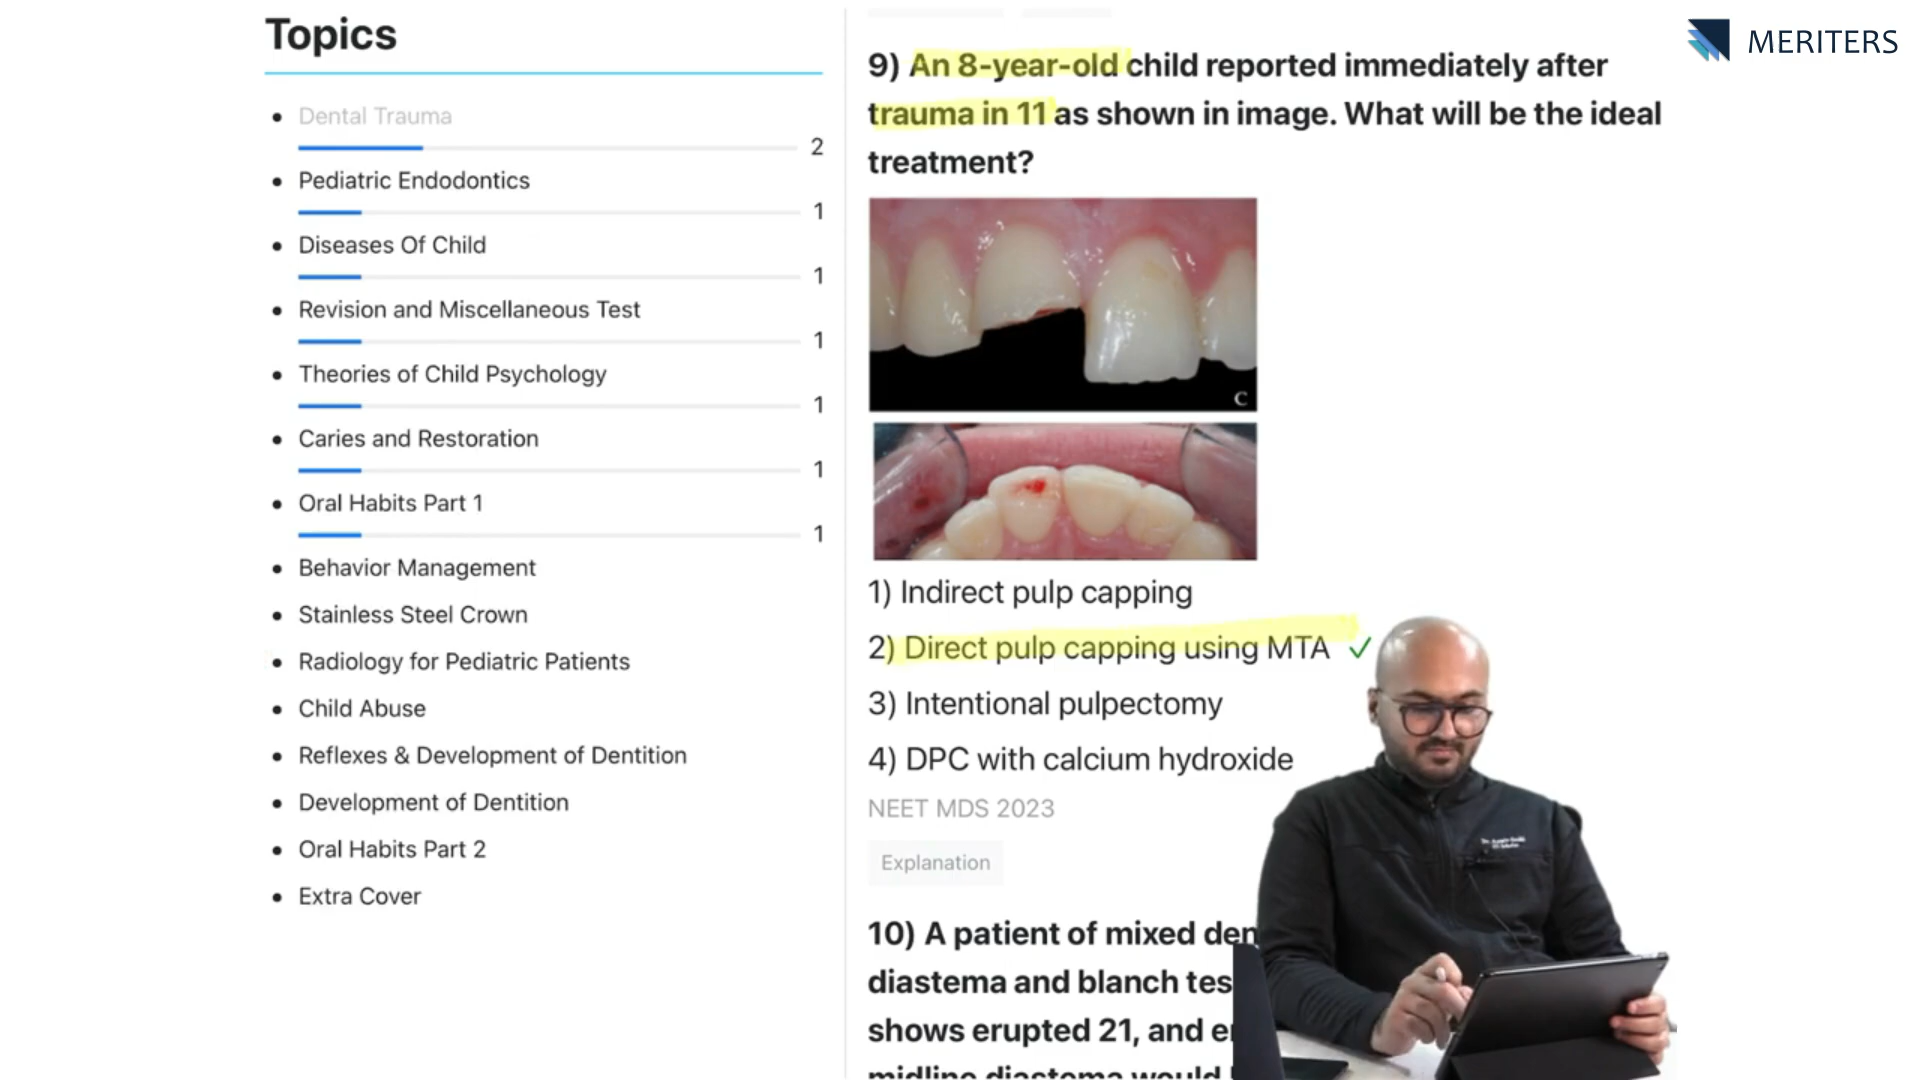 Topics
Dental Trauma
2
Pediatric Endodontics
1
Diseases Of Child
1
Revision and Miscellaneous Test
1
Theories of Child Psychology
1
Caries and Restoration
1
Oral Habits Part 1
1
Behavior Management
Stainless Steel Crown
Radiology for Pediatric Patients
Child Abuse
Reflexes & Development of Dentition
Development of Dentition
Oral Habits Part 2
Extra Cover
MERITERS
9) An 8-year-old child reported immediately after
trauma in 11 as shown in image. What will be the ideal
treatment?
C
1) Indirect pulp capping
2) Direct pulp capping using MTA ✓
3) Intentional pulpectomy
4) DPC with calcium hydroxide
NEET MDS 2023
Explanation
10) A patient of mixed den
diastema and blanch tes
shows erupted 21, and e
midline diastema would